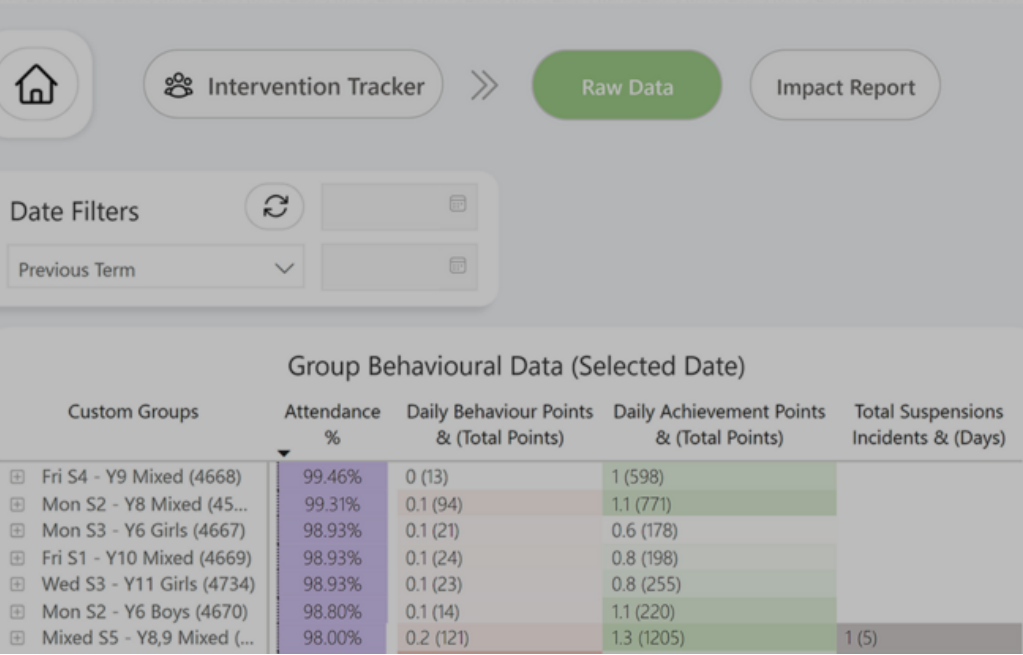 Intervention Tracker
Raw Data
Impact Report
Date Filters
Previous Term
Group Behavioural Data (Selected Date)
Custom Groups Attendance % Daily Behaviour Points & (Total Points) Daily Achievement Points & (Total Points) Total Suspensions Incidents & (Days)
Fri S4 - Y9 Mixed (4668) 99.46% 0 (13) 1 (598)
Mon S2 - Y8 Mixed (45... 99.31% 0.1 (94) 1.1 (771)
Mon S3 - Y6 Girls (4667) 98.93% 0.1 (21) 0.6 (178)
Fri S1 - Y10 Mixed (4669) 98.93% 0.1 (24) 0.8 (198)
Wed S3 - Y11 Girls (4734) 98.93% 0.1 (23) 0.8 (255)
Mon S2 - Y6 Boys (4670) 98.80% 0.1 (14) 1.1 (220)
Mixed S5 - Y8,9 Mixed (... 98.00% 0.2 (121) 1.3 (1205) 1 (5)